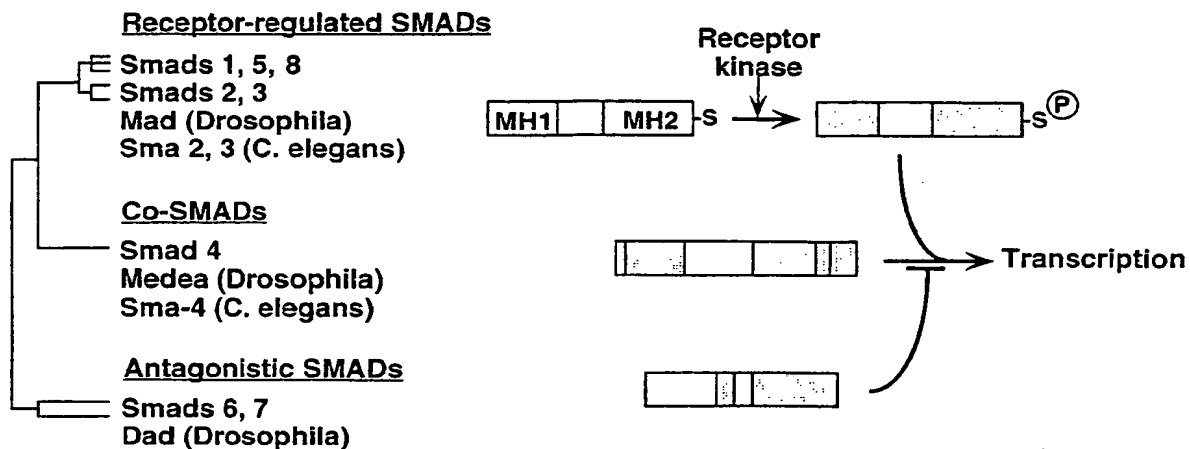 Receptor-regulated SMADs
Smads 1, 5, 8
Smads 2, 3
Mad (Drosophila)
Sma 2, 3 (C. elegans)
Receptor
kinase
MH1 MH2 -S
-S P
Co-SMADs
Smad 4
Medea (Drosophila)
Sma-4 (C. elegans)
Transcription
Antagonistic SMADs
Smads 6, 7
Dad (Drosophila)